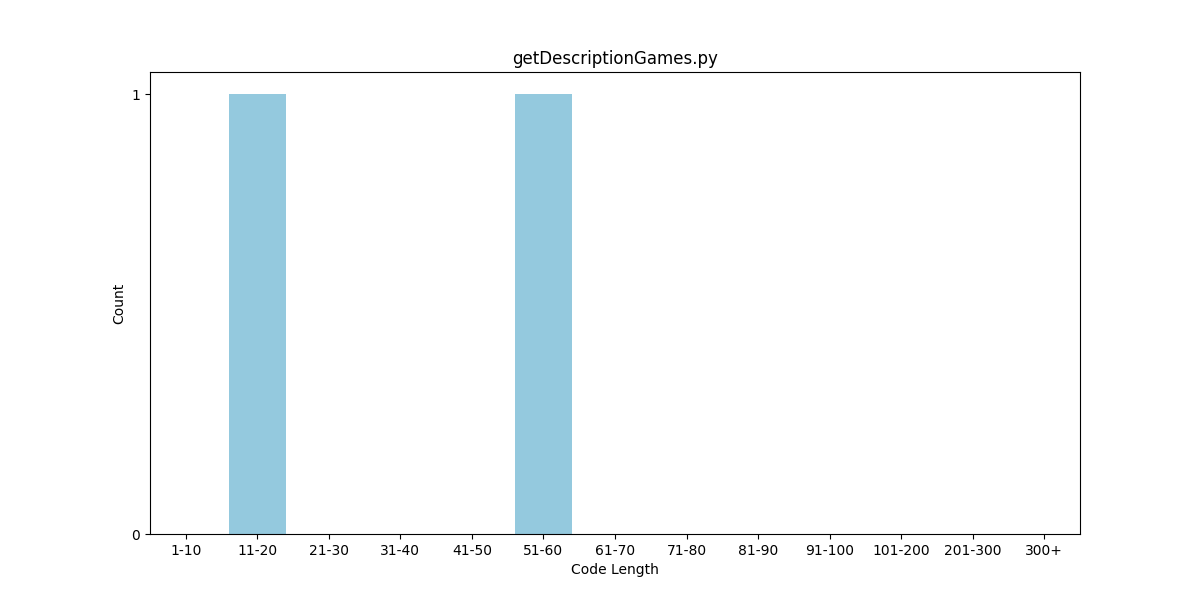 getDescriptionGames.py
1
Count
0
1-10 11-20 21-30 31-40 41-50 51-60 61-70 71-80 81-90 91-100 101-200 201-300 300+
Code Length